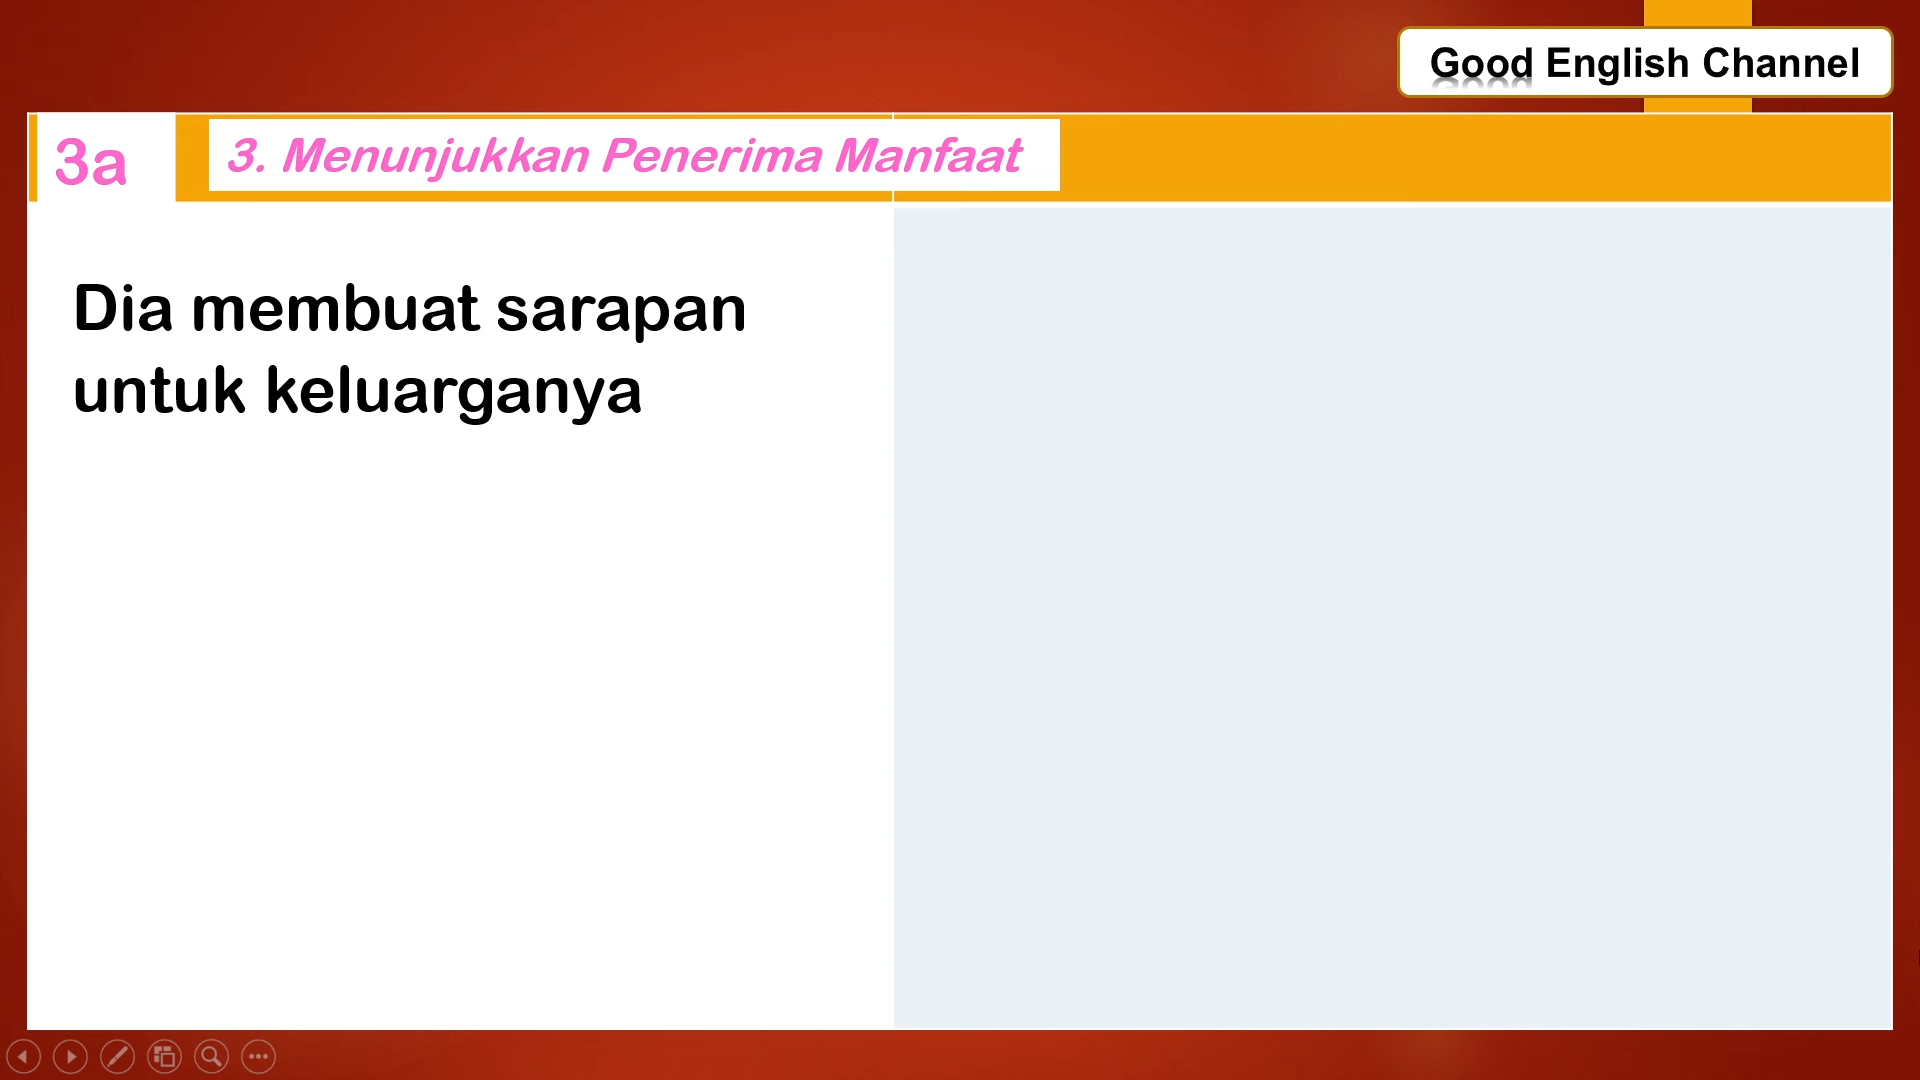 Good English Channel
3a
3. Menunjukkan Penerima Manfaat
Dia membuat sarapan
untuk keluarganya